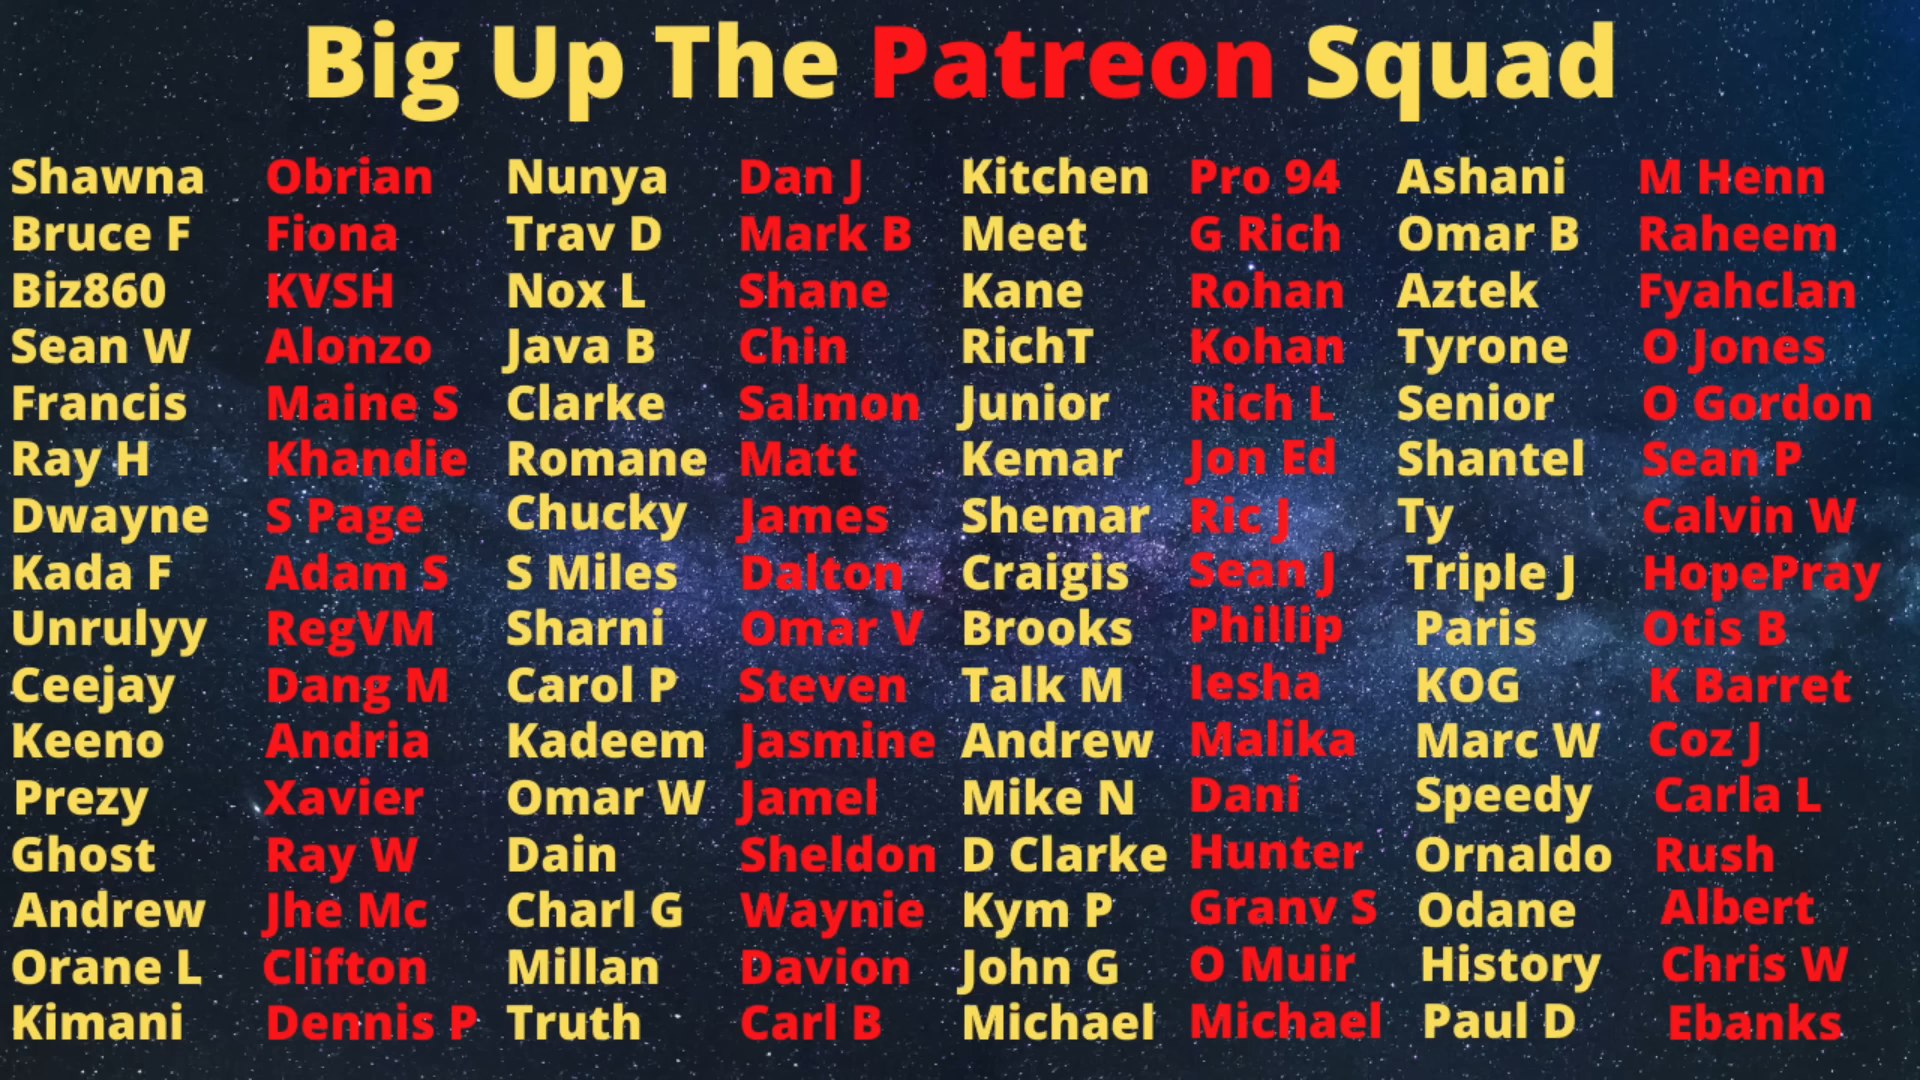 Big Up The Patreon Squad
Shawna Obrian Nunya Dan J Kitchen Pro 94 Ashani M Henn
Bruce F Fiona Trav D Mark B Meet G Rich Omar B Raheem
Biz860 KVSH Nox L Shane Kane Rohan Aztek Fyahclan
Sean W Alonzo Java B Chin RichT Kohan Tyrone O Jones
Francis Maine S Clarke Salmon Junior Rich L Senior O Gordon
Ray H Khandie Romane Matt Kemar Jon Ed Shantel Sean P
Dwayne S Page Chucky James Shemar Ric J Ty Calvin W
Kada F Adam S S Miles Dalton Craigis Sean J Triple J HopePray
Unrulyy RegVM Sharni Omar V Brooks Phillip Paris Otis B
Ceejay Dang M Carol P Steven Talk M Iesha KOG K Barret
Keeno Andria Kadeem Jasmine Andrew Malika Marc W Coz J
Prezy Xavier Omar W Jamel Mike N Dani Speedy Carla L
Ghost Ray W Dain Sheldon D Clarke Hunter Ornaldo Rush
Andrew Jhe Mc Charl G Waynie Kym P Granv S Odane Albert
Orane L Clifton Millan Davion John G O Muir History Chris W
Kimani Dennis P Truth Carl B Michael Michael Paul D Ebanks